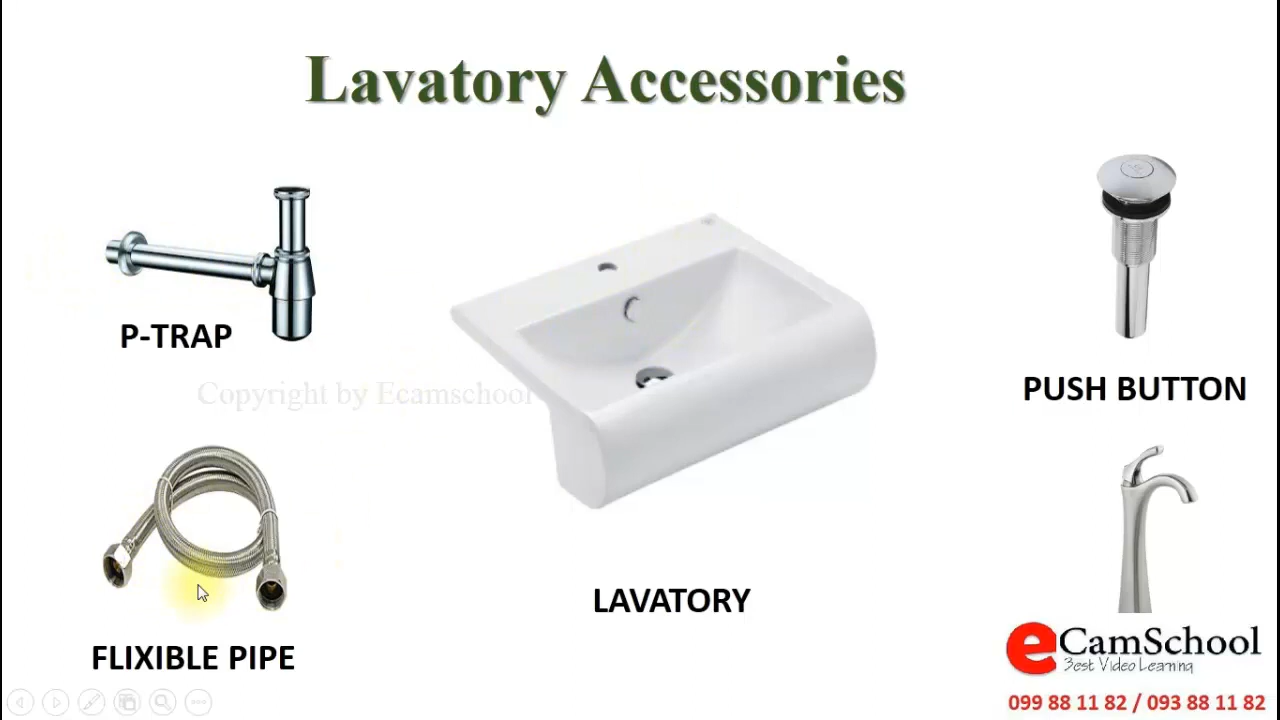 Lavatory Accessories
P-TRAP
PUSH BUTTON
Copyright by Ecamschool
LAVATORY
FLIXIBLE PIPE
eCamSchool
Best Video Learning
099 88 11 82 / 093 88 11 82